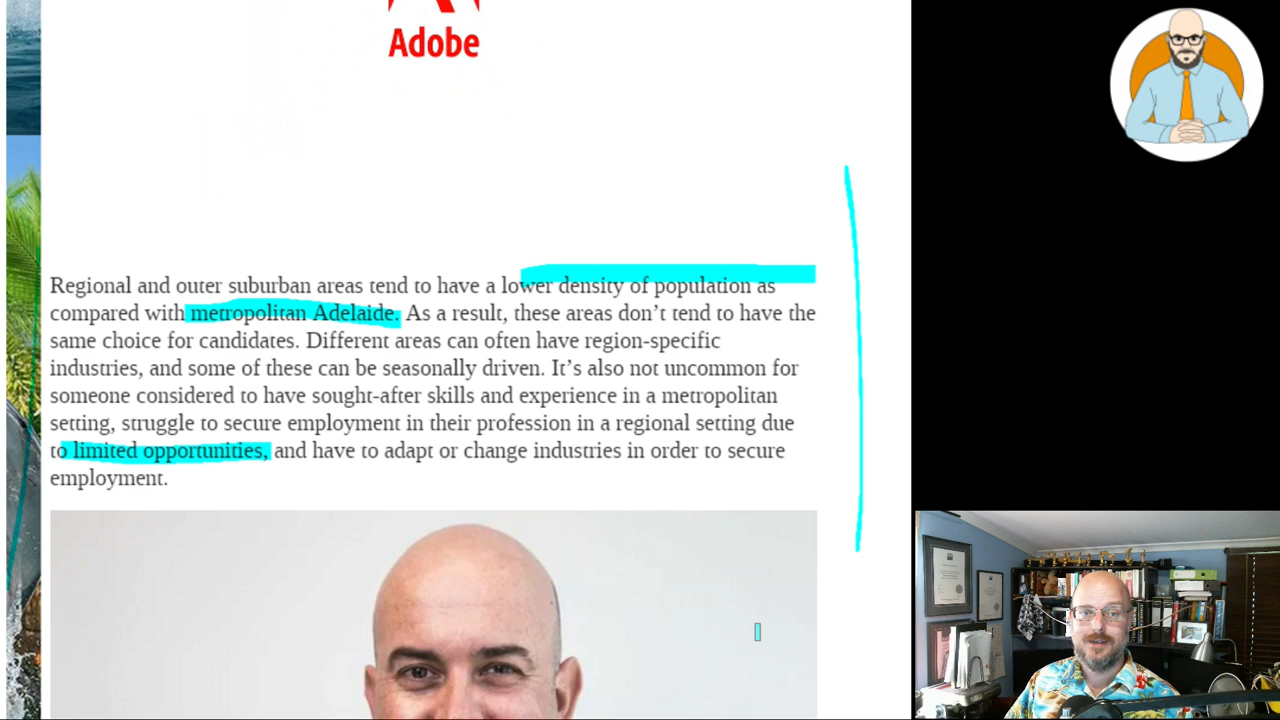 Adobe
Regional and outer suburban areas tend to have a lower density of population as
compared with metropolitan Adelaide. As a result, these areas don’t tend to have the
same choice for candidates. Different areas can often have region-specific
industries, and some of these can be seasonally driven. It’s also not uncommon for
someone considered to have sought-after skills and experience in a metropolitan
setting, struggle to secure employment in their profession in a regional setting due
to limited opportunities, and have to adapt or change industries in order to secure
employment.